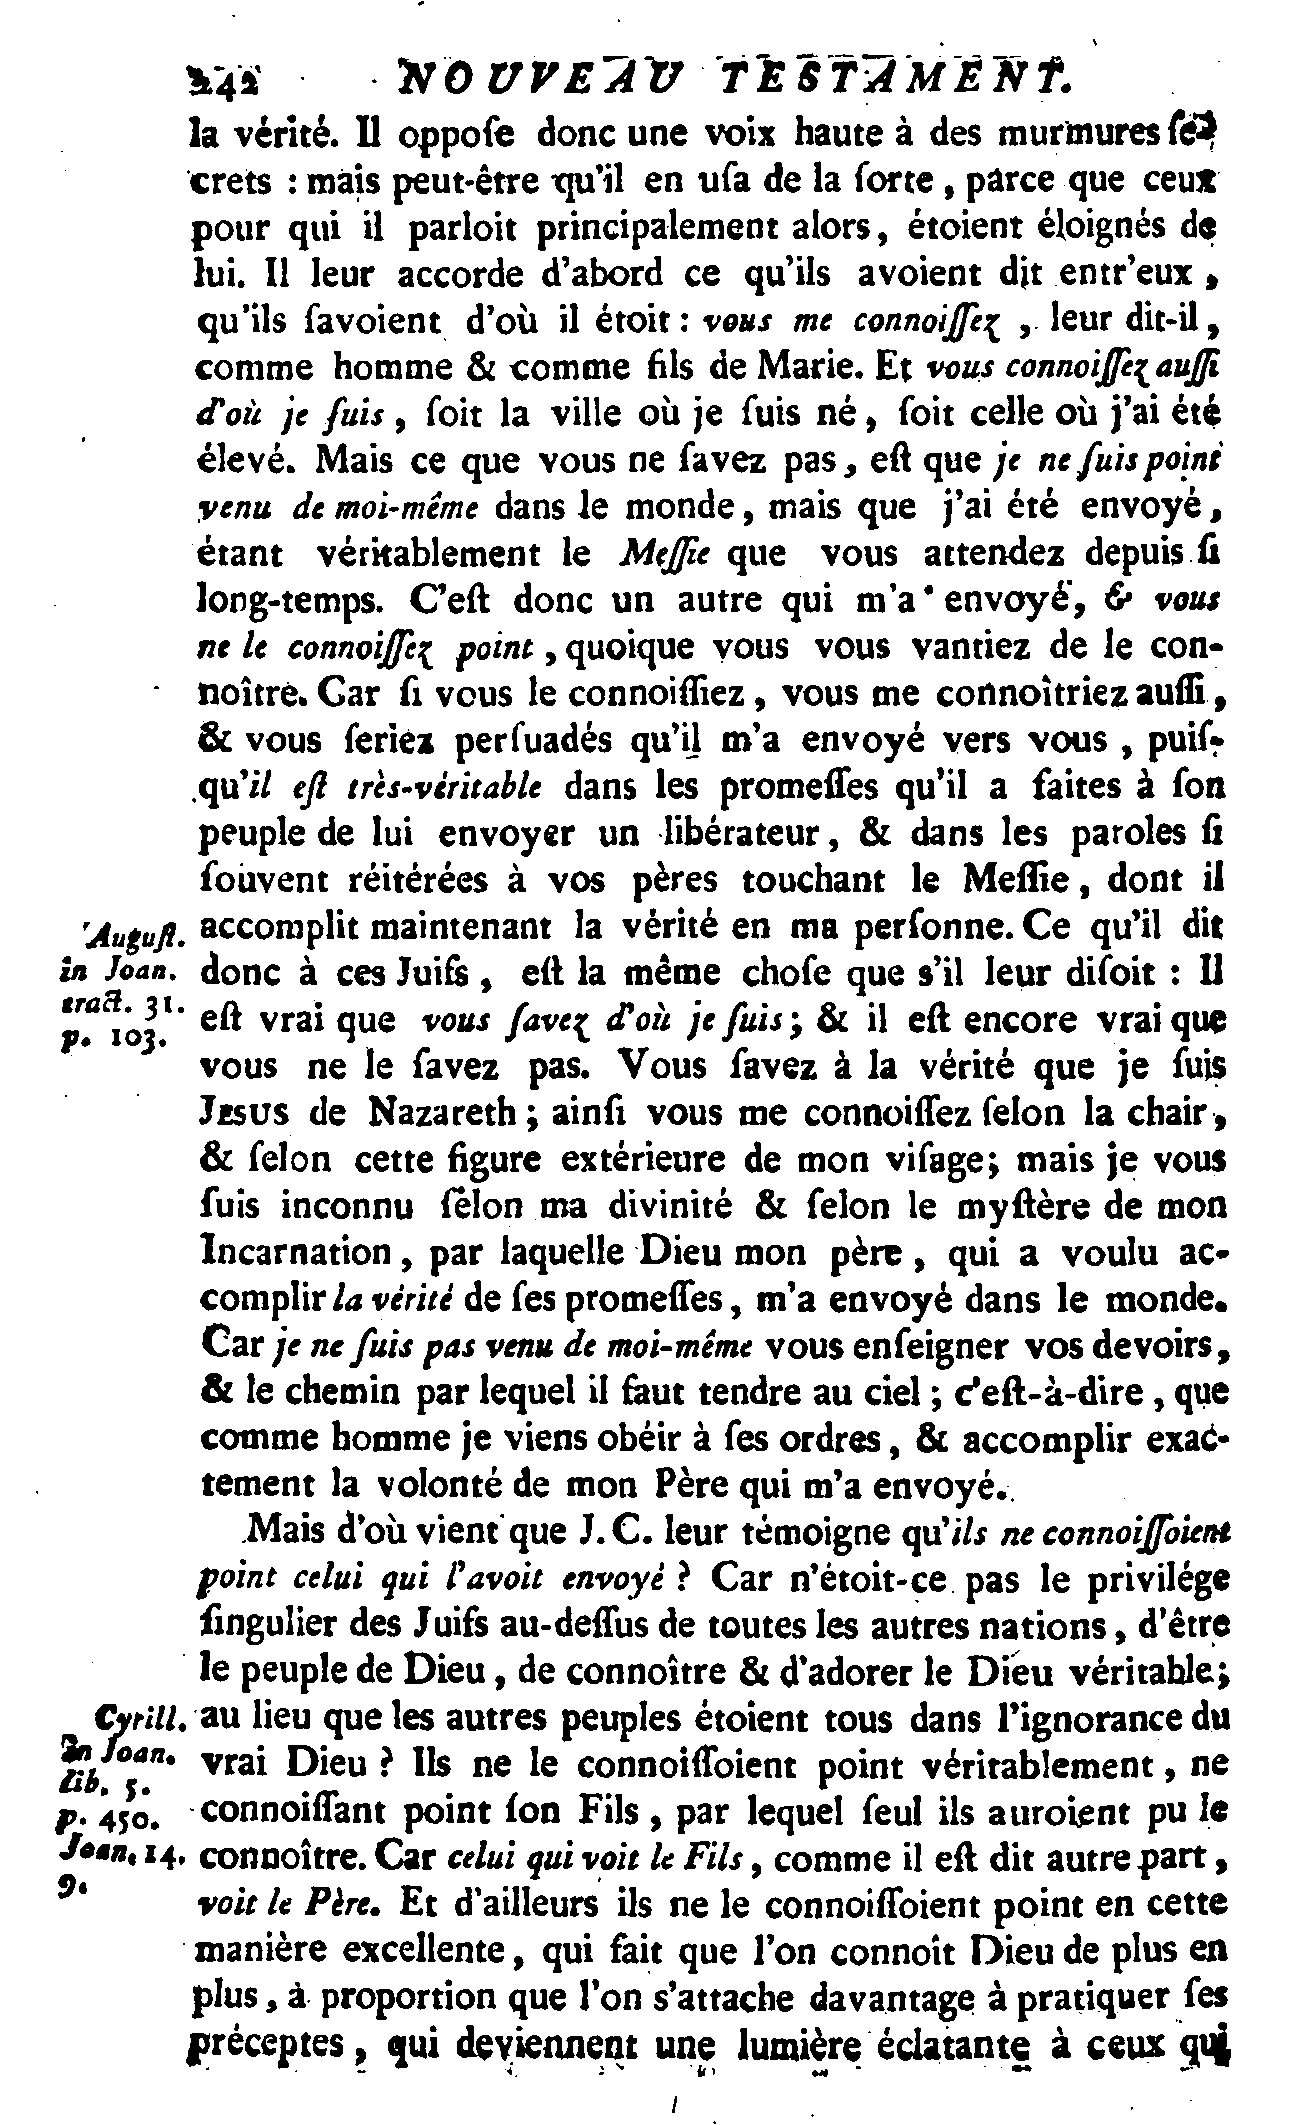 242 NOUVEAU TESTAMENT.
la vérité. Il oppoſe donc une voix haute à des murmures ſé-
crets : mais peut-être qu'il en uſa de la ſorte, parce que ceux
pour qui il parloit principalement alors, étoient éloignés de
lui. Il leur accorde d'abord ce qu'ils avoient dit entr'eux,
qu'ils ſavoient d'où il étoit : vous me connoiſſez, leur dit-il,
comme homme & comme fils de Marie. Et vous connoiſſez auſſi
d'où je ſuis, ſoit la ville où je ſuis né, ſoit celle où j'ai été
élevé. Mais ce que vous ne ſavez pas, eſt que je ne ſuis point
venu de moi-même dans le monde, mais que j'ai été envoyé,
étant véritablement le Meſſie que vous attendez depuis ſi
long-temps. C'eſt donc un autre qui m'a envoyé, & vous
ne le connoiſſez point, quoique vous vous vantiez de le con-
noître. Car ſi vous le connoiſſiez, vous me connoîtriez auſſi,
& vous ſeriez perſuadés qu'il m'a envoyé vers vous, puiſ-
qu'il eſt très-véritable dans les promeſſes qu'il a faites à ſon
peuple de lui envoyer un libérateur, & dans les paroles ſi
ſouvent réitérées à vos pères touchant le Meſſie, dont il
accomplit maintenant la vérité en ma perſonne. Ce qu'il dit
donc à ces Juifs, eſt la même choſe que s'il leur diſoit : Il
eſt vrai que vous ſavez d'où je ſuis; & il eſt encore vrai que
vous ne le ſavez pas. Vous ſavez à la vérité que je ſuis
JESUS de Nazareth; ainſi vous me connoiſſez ſelon la chair,
& ſelon cette figure extérieure de mon viſage; mais je vous
ſuis inconnu ſelon ma divinité & ſelon le myſtère de mon
Incarnation, par laquelle Dieu mon père, qui a voulu ac-
complir la vérité de ſes promeſſes, m'a envoyé dans le monde.
Car je ne ſuis pas venu de moi-même vous enſeigner vos devoirs,
& le chemin par lequel il faut tendre au ciel; c'eſt-à-dire, que
comme homme je viens obéir à ſes ordres, & accomplir exac-
tement la volonté de mon Père qui m'a envoyé.
Auguſt.
in Joan.
tract. 31.
p. 103.
Mais d'où vient que J. C. leur témoigne qu'ils ne connoiſſoient
point celui qui l'avoit envoyé ? Car n'étoit-ce pas le privilége
ſingulier des Juifs au-deſſus de toutes les autres nations, d'être
le peuple de Dieu, de connoître & d'adorer le Dieu véritable;
au lieu que les autres peuples étoient tous dans l'ignorance du
vrai Dieu ? Ils ne le connoiſſoient point véritablement, ne
connoiſſant point ſon Fils, par lequel ſeul ils auroient pu le
connoître. Car celui qui voit le Fils, comme il eſt dit autre part,
voit le Père. Et d'ailleurs ils ne le connoiſſoient point en cette
manière excellente, qui fait que l'on connoît Dieu de plus en
plus, à proportion que l'on s'attache davantage à pratiquer ſes
préceptes, qui deviennent une lumière éclatante à ceux qui
Cyrill.
in Joan.
lib. 5.
p. 450.
Joan. 14.
9.